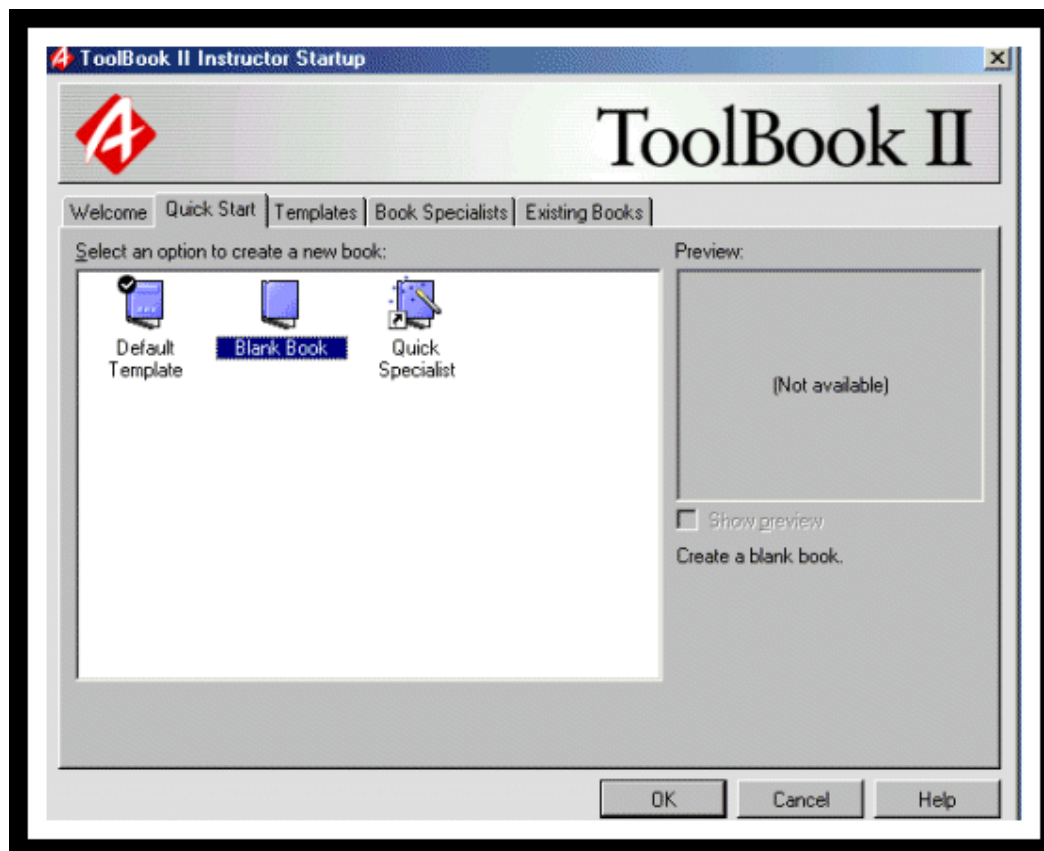 ToolBook II Instructor Startup
ToolBook II
Welcome Quick Start Templates Book Specialists Existing Books
Select an option to create a new book:
Preview:
Default Template
Blank Book
Quick Specialist
(Not available)
Show preview
Create a blank book.
OK Cancel Help